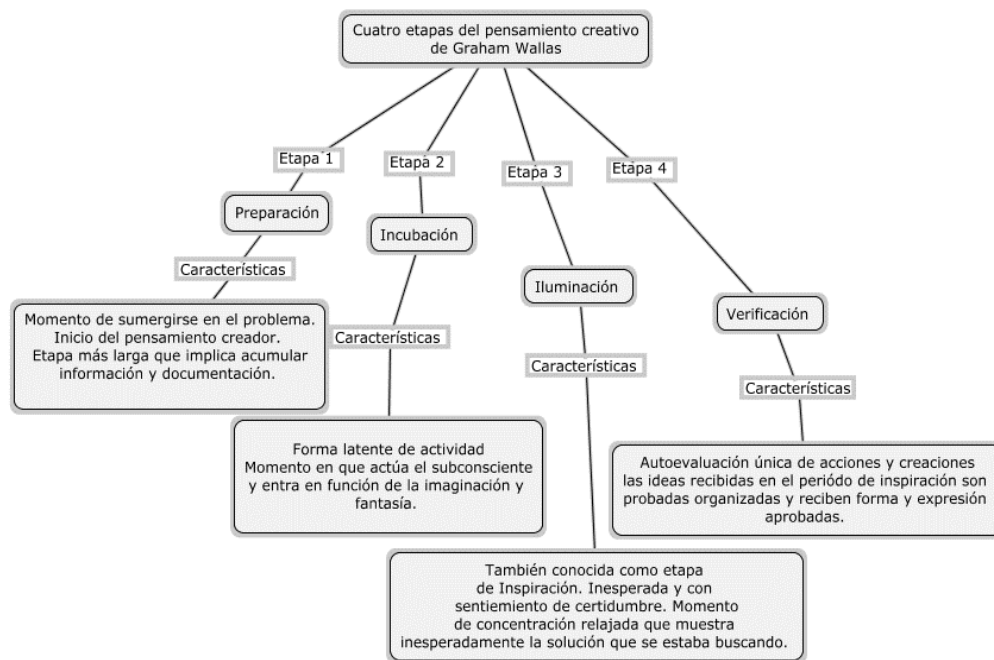 Cuatro etapas del pensamiento creativo
de Graham Wallas
Etapa 1
Etapa 2
Etapa 3
Etapa 4
Preparación
Incubación
Iluminación
Verificación
Características
Características
Características
Características
Momento de sumergirse en el problema.
Inicio del pensamiento creador.
Etapa más larga que implica acumular
información y documentación.
Forma latente de actividad
Momento en que actúa el subconsciente
y entra en función de la imaginación y
fantasía.
También conocida como etapa
de Inspiración. Inesperada y con
sentiemiento de certidumbre. Momento
de concentración relajada que muestra
inesperadamente la solución que se estaba buscando.
Autoevaluación única de acciones y creaciones
las ideas recibidas en el periódo de inspiración son
probadas organizadas y reciben forma y expresión
aprobadas.